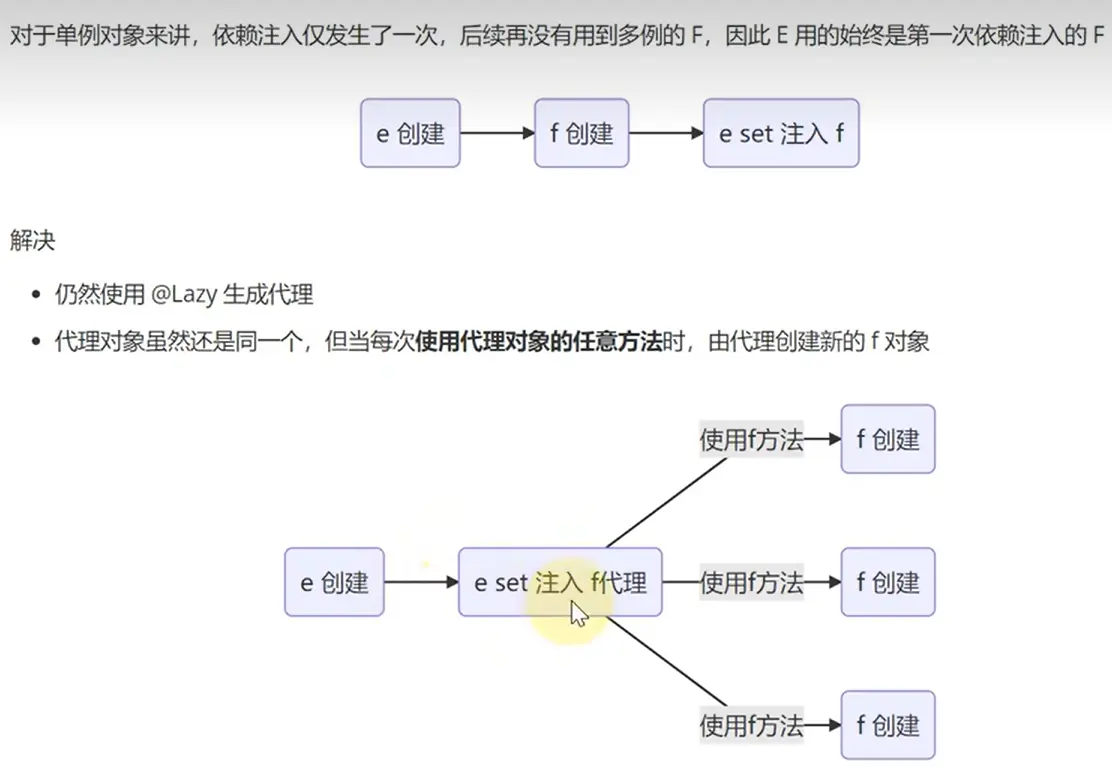 对于单例对象来讲，依赖注入仅发生了一次，后续再没有用到多例的 F，因此 E 用的始终是第一次依赖注入的 F
e 创建
f 创建
e set 注入 f
解决
仍然使用 @Lazy 生成代理
代理对象虽然还是同一个，但当每次使用代理对象的任意方法时，由代理创建新的 f 对象
使用f方法
f 创建
e 创建
e set 注入 f代理
使用f方法
f 创建
使用f方法
f 创建